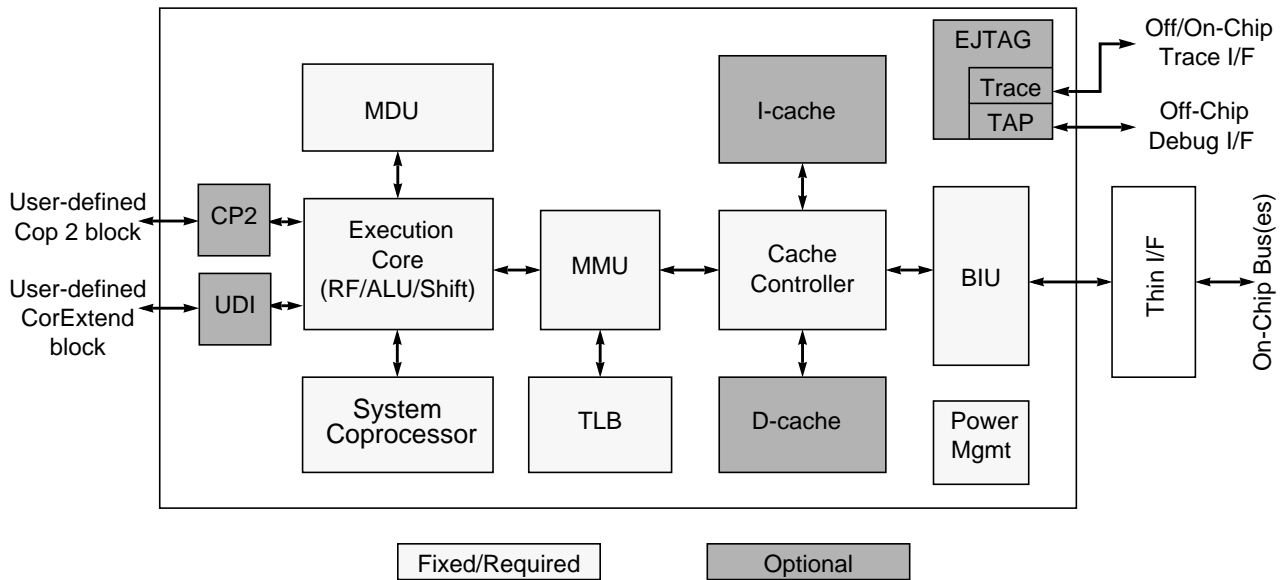 EJTAG
Off/On-Chip
Trace I/F
Trace
TAP
Off-Chip
Debug I/F
MDU
I-cache
User-defined
Cop 2 block
CP2
Execution
Core
(RF/ALU/Shift)
MMU
Cache
Controller
BIU
Thin I/F
On-Chip Bus(es)
User-defined
CorExtend
block
UDI
System
Coprocessor
TLB
D-cache
Power
Mgmt
Fixed/Required
Optional